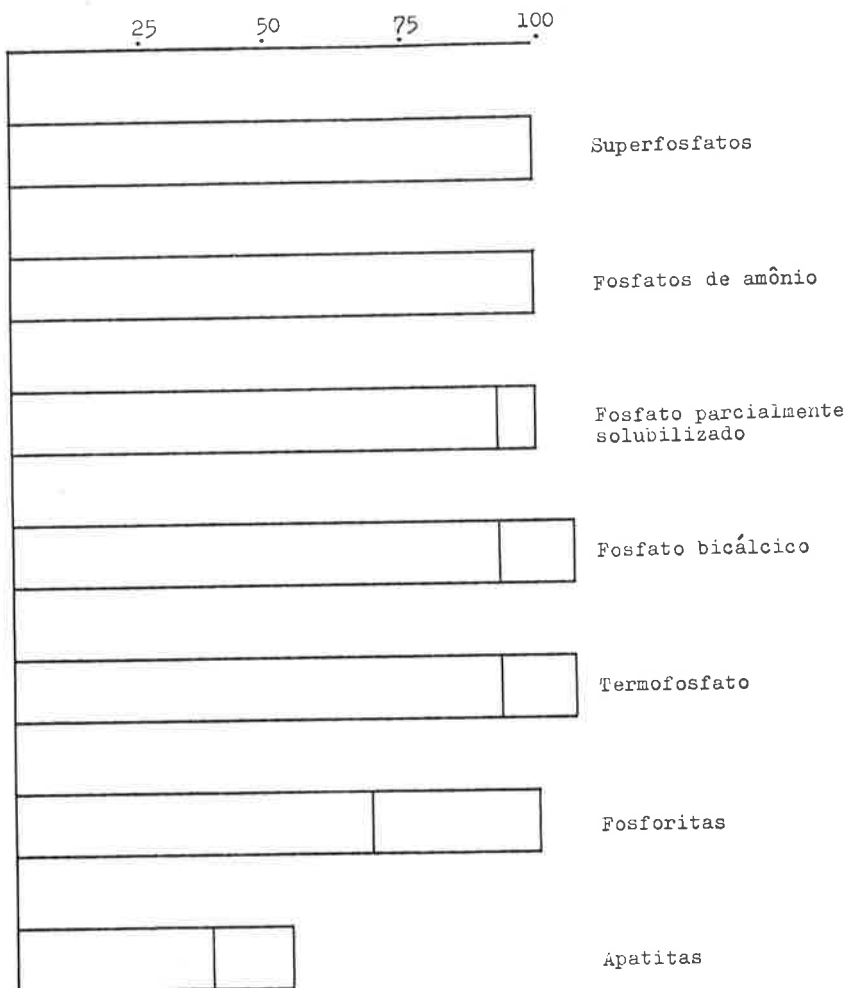 25 50 75 100
Superfosfatos
Fosfatos de amônio
Fosfato parcialmente
solubilizado
Fosfato bicálcico
Termofosfato
Fosforitas
Apatitas